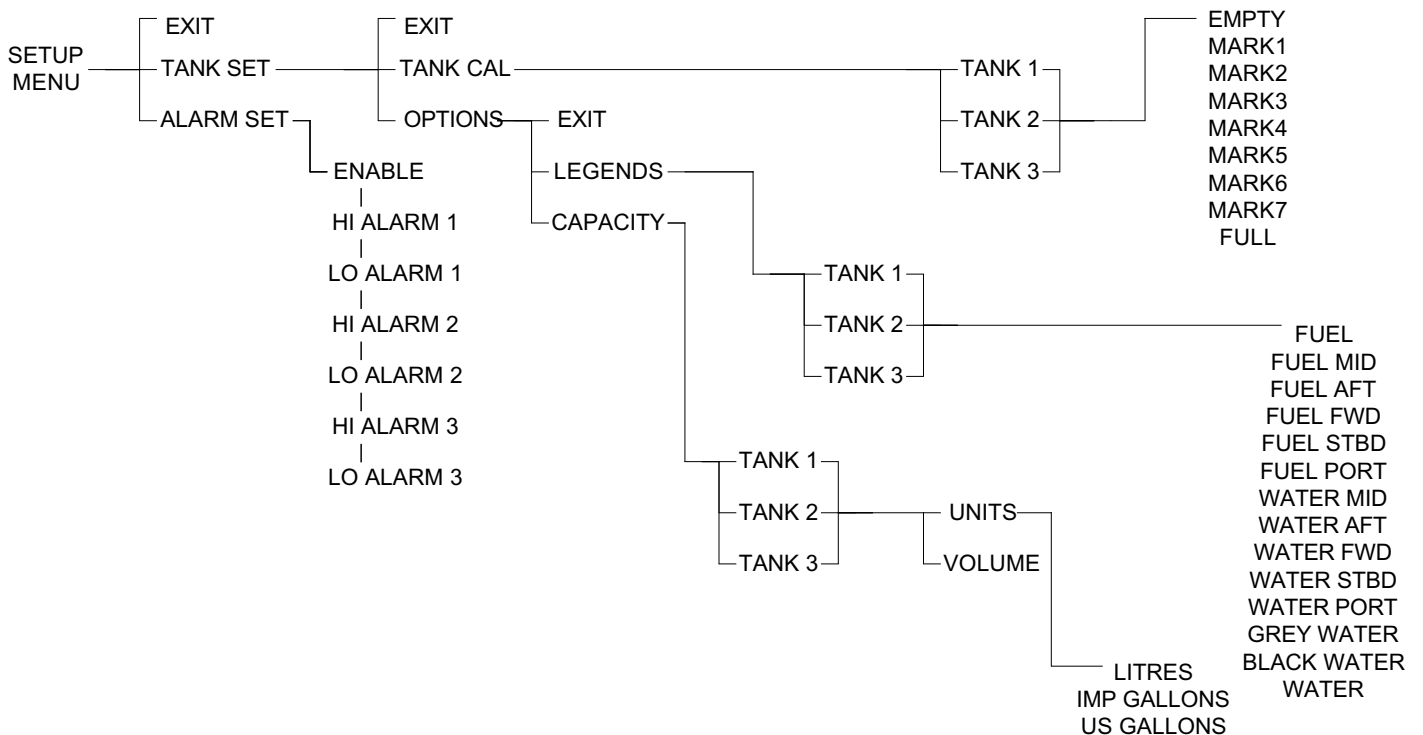 SETUP
MENU
EXIT
TANK SET
ALARM SET
ENABLE
HI ALARM 1
LO ALARM 1
HI ALARM 2
LO ALARM 2
HI ALARM 3
LO ALARM 3
EXIT
TANK CAL
OPTIONS
EXIT
LEGENDS
CAPACITY
TANK 1
TANK 2
TANK 3
EMPTY
MARK1
MARK2
MARK3
MARK4
MARK5
MARK6
MARK7
FULL
TANK 1
TANK 2
TANK 3
FUEL
FUEL MID
FUEL AFT
FUEL FWD
FUEL STBD
FUEL PORT
WATER MID
WATER AFT
WATER FWD
WATER STBD
WATER PORT
GREY WATER
BLACK WATER
WATER
TANK 1
TANK 2
TANK 3
UNITS
VOLUME
LITRES
IMP GALLONS
US GALLONS